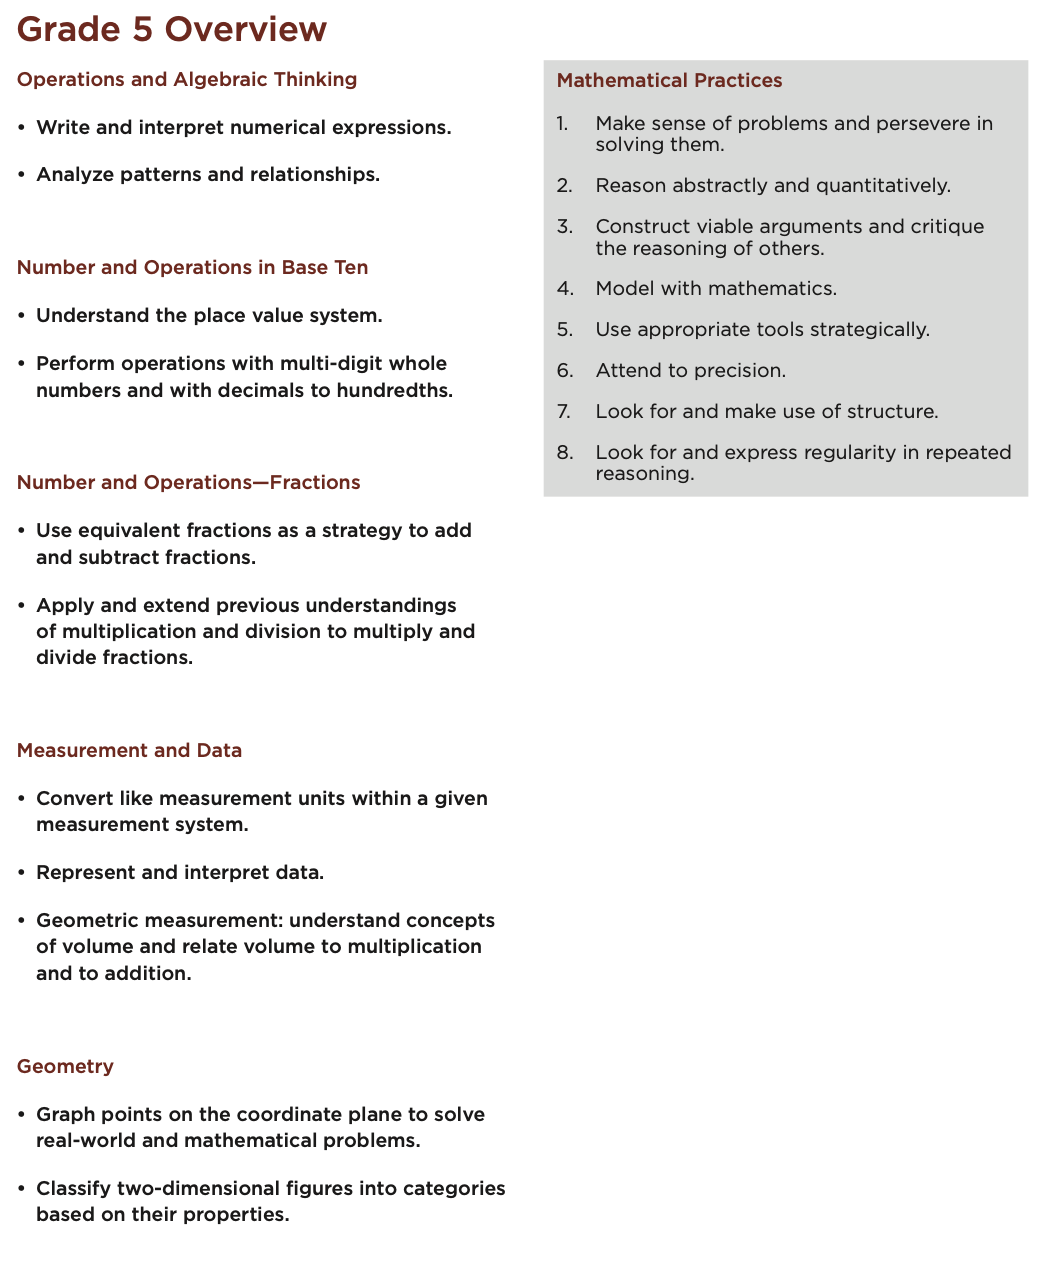 Grade 5 Overview
Operations and Algebraic Thinking
• Write and interpret numerical expressions.
• Analyze patterns and relationships.
Number and Operations in Base Ten
• Understand the place value system.
• Perform operations with multi-digit whole
numbers and with decimals to hundredths.
Number and Operations—Fractions
• Use equivalent fractions as a strategy to add
and subtract fractions.
• Apply and extend previous understandings
of multiplication and division to multiply and
divide fractions.
Measurement and Data
• Convert like measurement units within a given
measurement system.
• Represent and interpret data.
• Geometric measurement: understand concepts
of volume and relate volume to multiplication
and to addition.
Geometry
• Graph points on the coordinate plane to solve
real-world and mathematical problems.
• Classify two-dimensional figures into categories
based on their properties.
Mathematical Practices
1. Make sense of problems and persevere in
solving them.
2. Reason abstractly and quantitatively.
3. Construct viable arguments and critique
the reasoning of others.
4. Model with mathematics.
5. Use appropriate tools strategically.
6. Attend to precision.
7. Look for and make use of structure.
8. Look for and express regularity in repeated
reasoning.